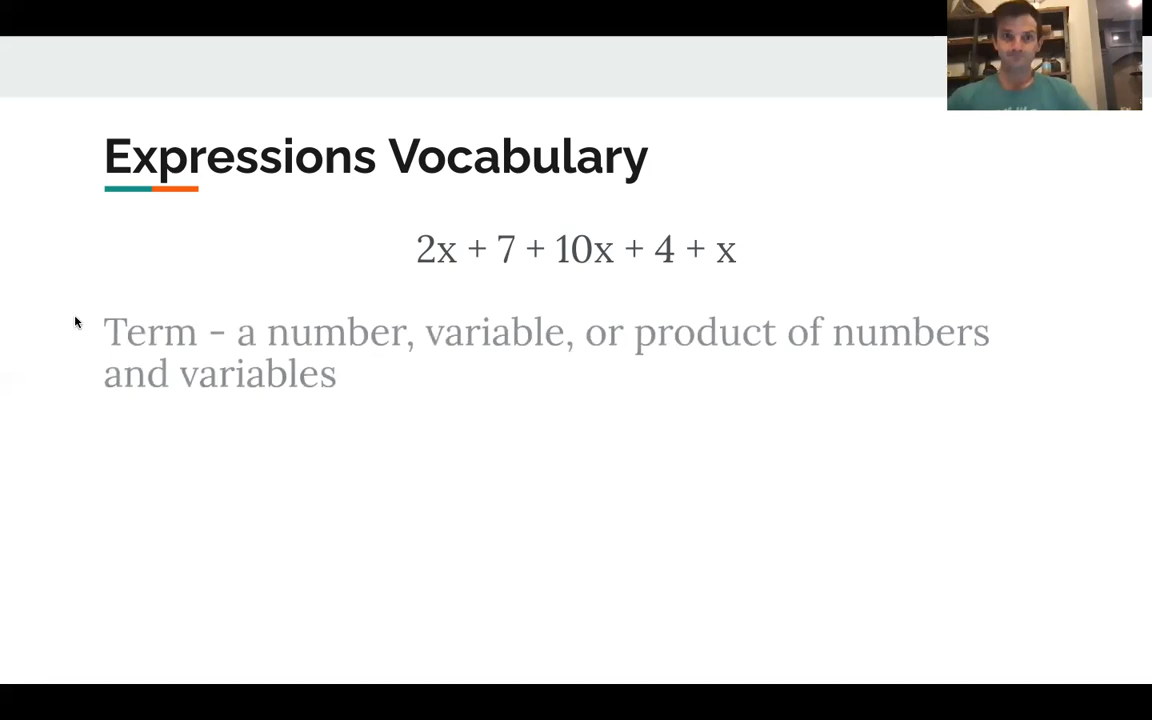 Expressions Vocabulary
2x + 7 + 10x + 4 + x
Term - a number, variable, or product of numbers
and variables